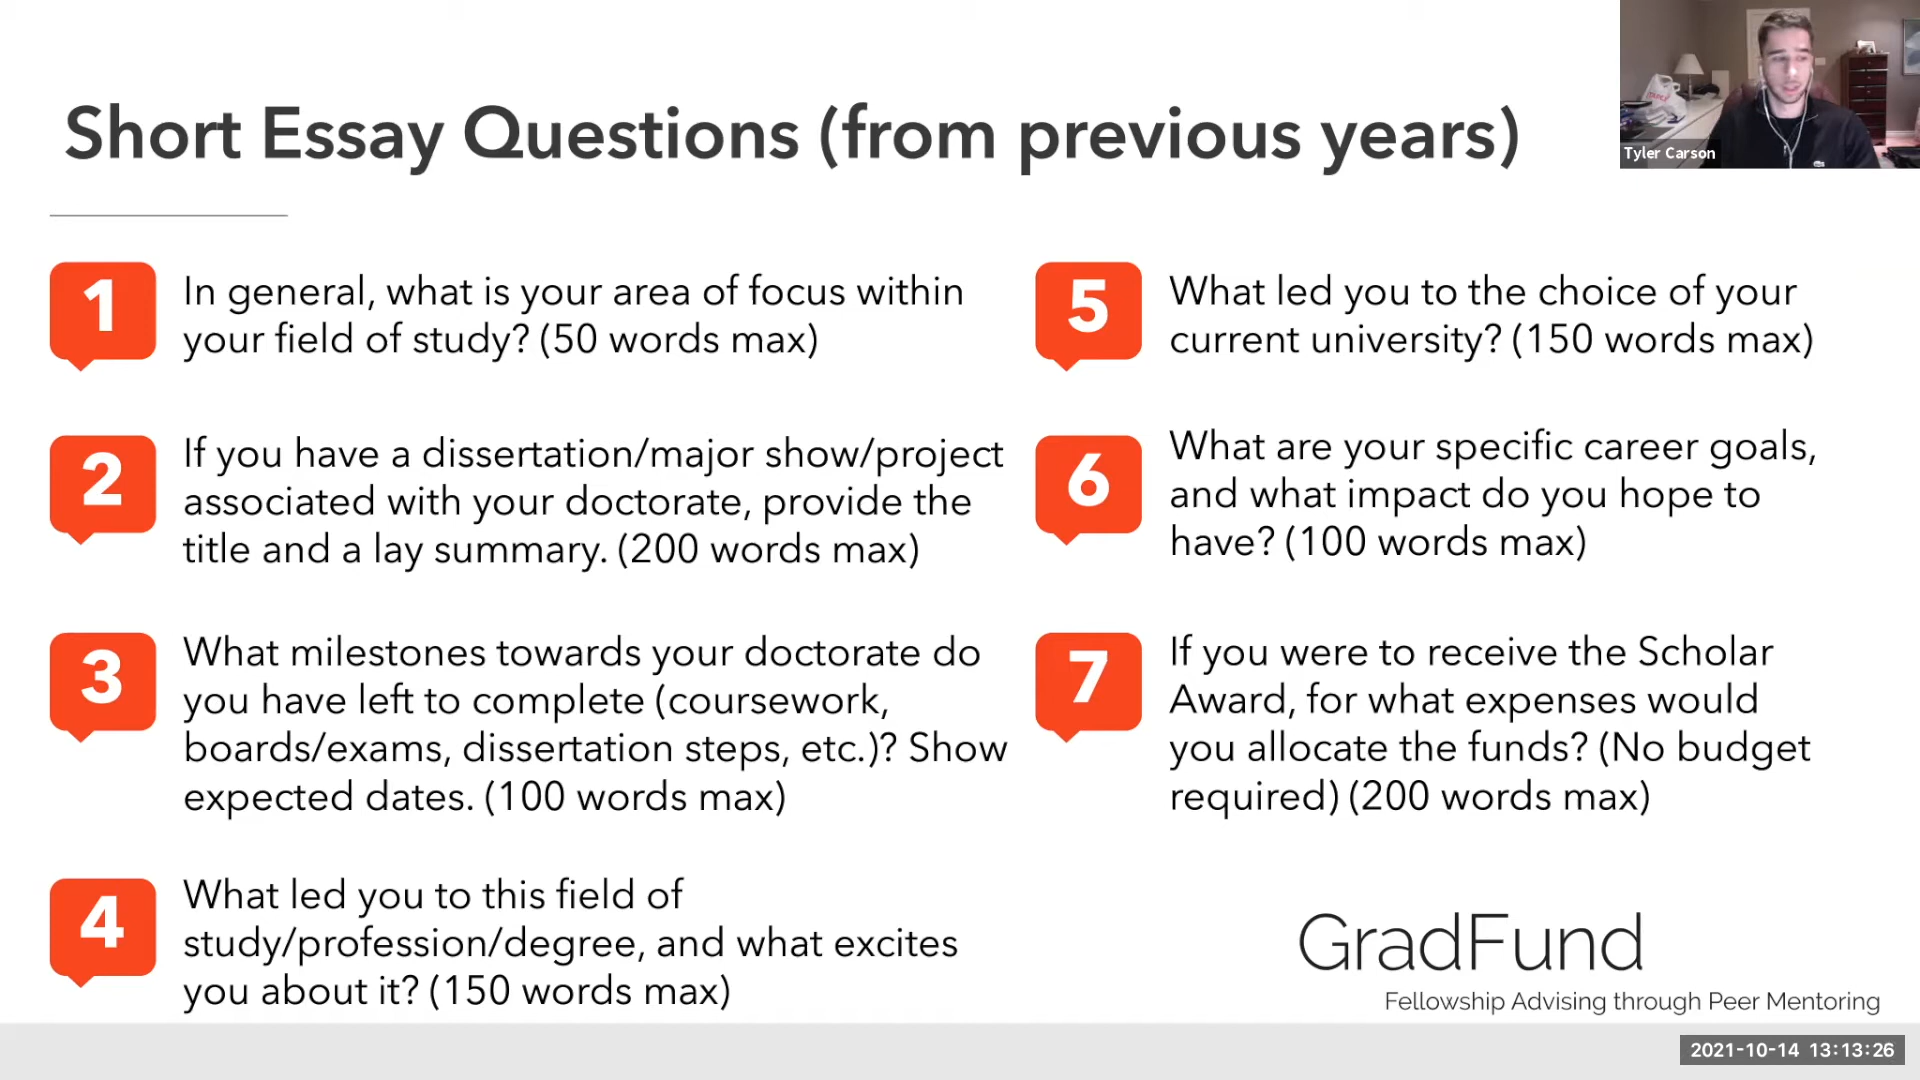 Short Essay Questions (from previous years)
Tyler Carson
1
In general, what is your area of focus within
your field of study? (50 words max)
2
If you have a dissertation/major show/project
associated with your doctorate, provide the
title and a lay summary. (200 words max)
3
What milestones towards your doctorate do
you have left to complete (coursework,
boards/exams, dissertation steps, etc.)? Show
expected dates. (100 words max)
4
What led you to this field of
study/profession/degree, and what excites
you about it? (150 words max)
5
What led you to the choice of your
current university? (150 words max)
6
What are your specific career goals,
and what impact do you hope to
have? (100 words max)
7
If you were to receive the Scholar
Award, for what expenses would
you allocate the funds? (No budget
required) (200 words max)
GradFund
Fellowship Advising through Peer Mentoring
2021-10-14 13:13:26